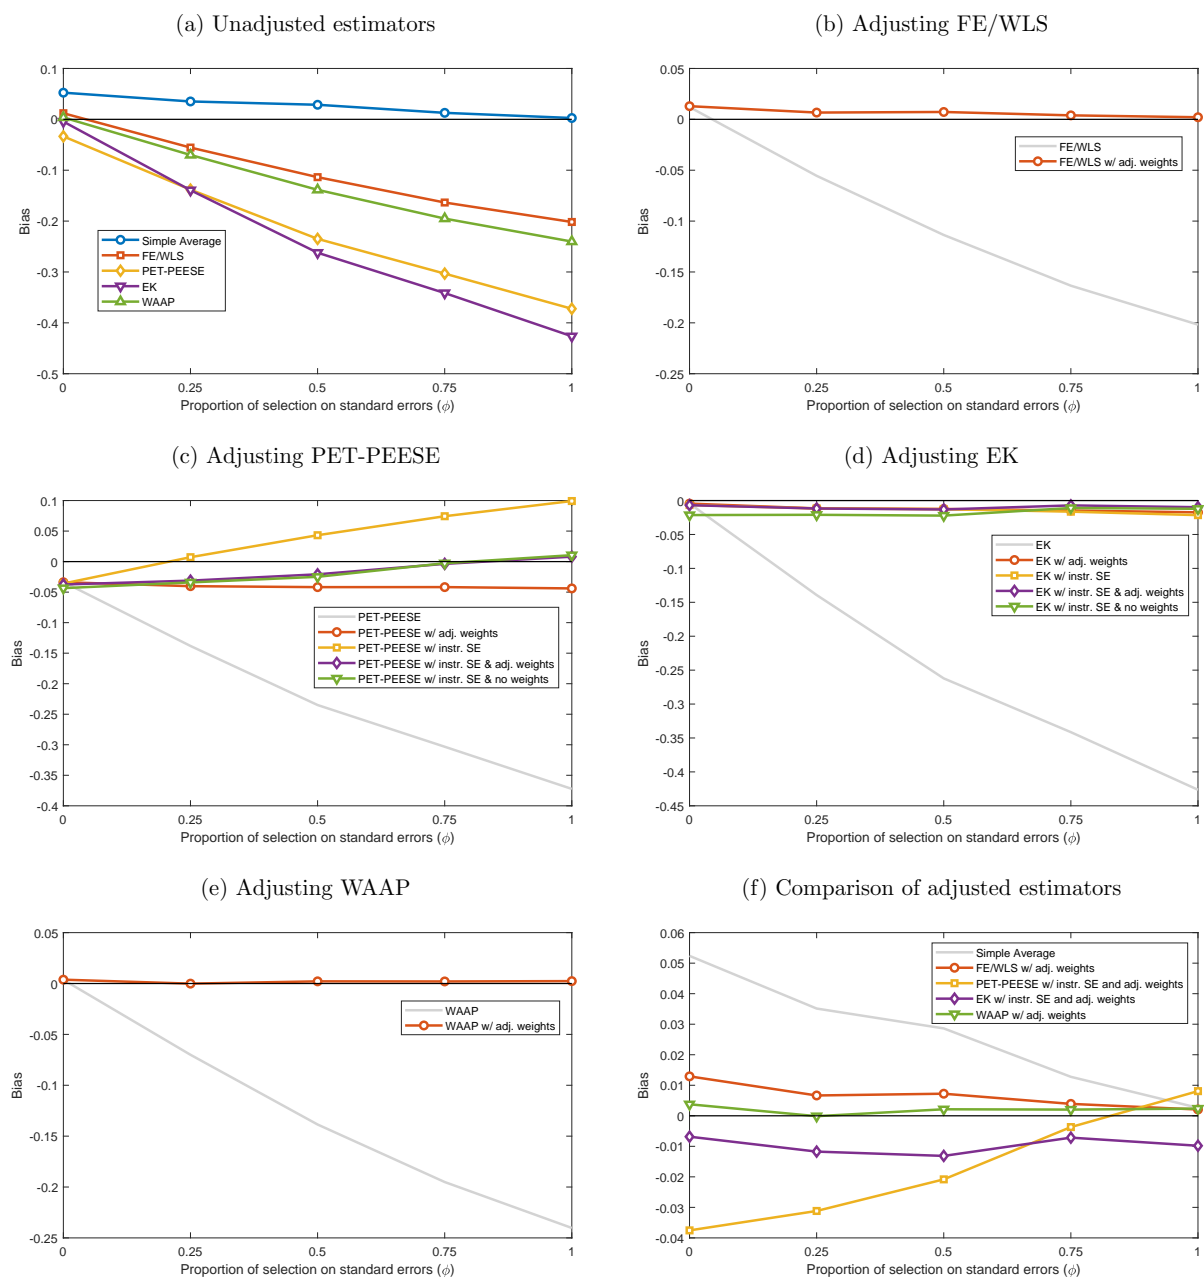 (a) Unadjusted estimators
0.1
0
-0.1
-0.2
-0.3
-0.4
-0.5
Bias
Simple Average
FE/WLS
PET-PEESE
EK
WAAP
0 0.25 0.5 0.75 1
Proportion of selection on standard errors (ϕ)
(b) Adjusting FE/WLS
0.05
0
-0.05
-0.1
-0.15
-0.2
-0.25
Bias
FE/WLS
FE/WLS w/ adj. weights
0 0.25 0.5 0.75 1
Proportion of selection on standard errors (ϕ)
(c) Adjusting PET-PEESE
0.1
0.05
0
-0.05
-0.1
-0.15
-0.2
-0.25
-0.3
-0.35
-0.4
Bias
PET-PEESE
PET-PEESE w/ adj. weights
PET-PEESE w/ instr. SE
PET-PEESE w/ instr. SE & adj. weights
PET-PEESE w/ instr. SE & no weights
0 0.25 0.5 0.75 1
Proportion of selection on standard errors (ϕ)
(d) Adjusting EK
0
-0.05
-0.1
-0.15
-0.2
-0.25
-0.3
-0.35
-0.4
-0.45
Bias
EK
EK w/ adj. weights
EK w/ instr. SE
EK w/ instr. SE & adj. weights
EK w/ instr. SE & no weights
0 0.25 0.5 0.75 1
Proportion of selection on standard errors (ϕ)
(e) Adjusting WAAP
0.05
0
-0.05
-0.1
-0.15
-0.2
-0.25
Bias
WAAP
WAAP w/ adj. weights
0 0.25 0.5 0.75 1
Proportion of selection on standard errors (ϕ)
(f) Comparison of adjusted estimators
0.06
0.05
0.04
0.03
0.02
0.01
0
-0.01
-0.02
-0.03
-0.04
Bias
Simple Average
FE/WLS w/ adj. weights
PET-PEESE w/ instr. SE and adj. weights
EK w/ instr. SE and adj. weights
WAAP w/ adj. weights
0 0.25 0.5 0.75 1
Proportion of selection on standard errors (ϕ)